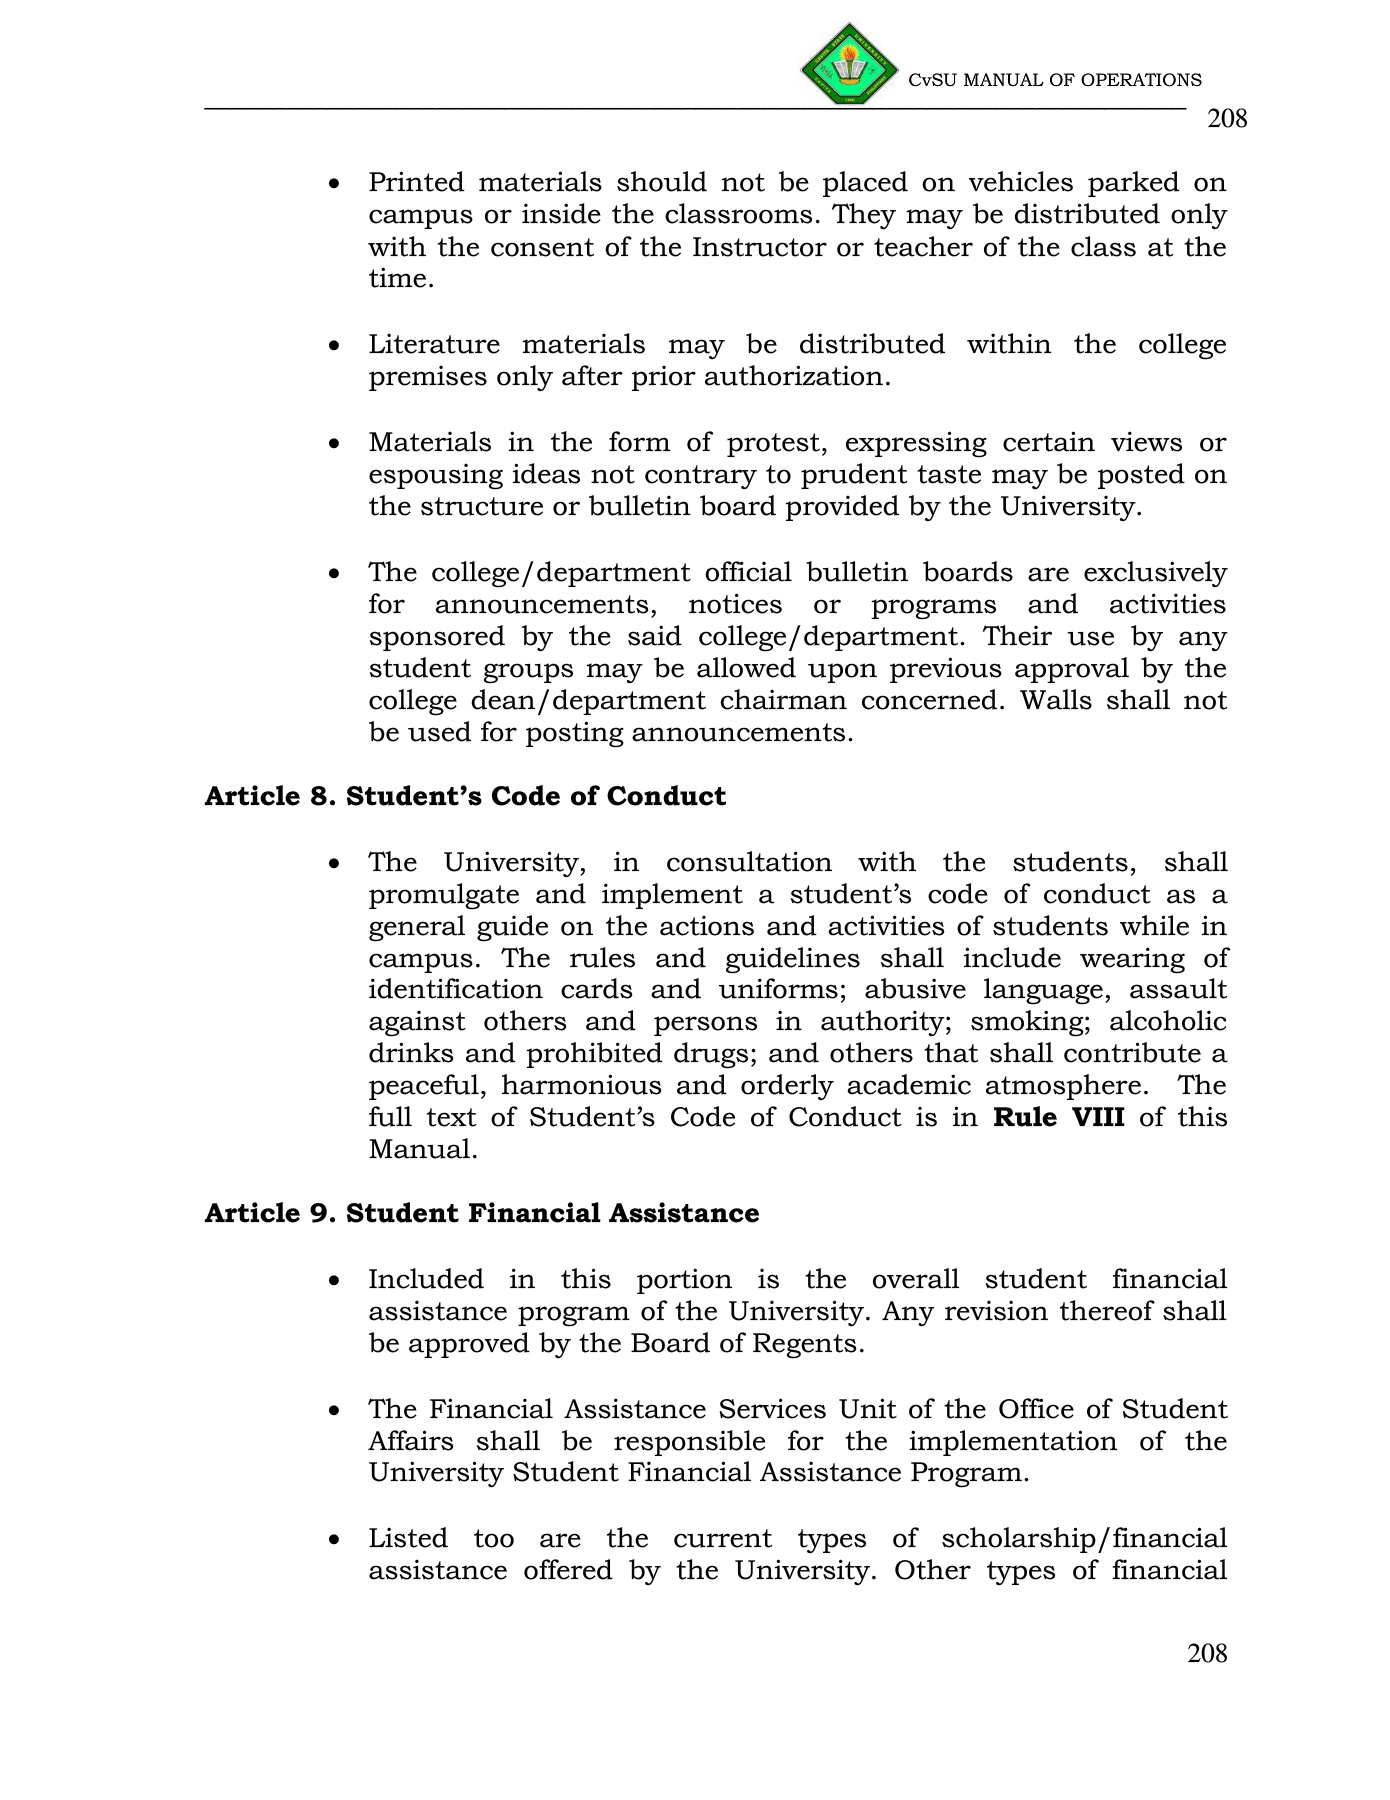 CvSU MANUAL OF OPERATIONS
208
• Printed materials should not be placed on vehicles parked on
campus or inside the classrooms. They may be distributed only
with the consent of the Instructor or teacher of the class at the
time.
• Literature materials may be distributed within the college
premises only after prior authorization.
• Materials in the form of protest, expressing certain views or
espousing ideas not contrary to prudent taste may be posted on
the structure or bulletin board provided by the University.
• The college/department official bulletin boards are exclusively
for announcements, notices or programs and activities
sponsored by the said college/department. Their use by any
student groups may be allowed upon previous approval by the
college dean/department chairman concerned. Walls shall not
be used for posting announcements.
Article 8. Student’s Code of Conduct
• The University, in consultation with the students, shall
promulgate and implement a student’s code of conduct as a
general guide on the actions and activities of students while in
campus. The rules and guidelines shall include wearing of
identification cards and uniforms; abusive language, assault
against others and persons in authority; smoking; alcoholic
drinks and prohibited drugs; and others that shall contribute a
peaceful, harmonious and orderly academic atmosphere. The
full text of Student’s Code of Conduct is in Rule VIII of this
Manual.
Article 9. Student Financial Assistance
• Included in this portion is the overall student financial
assistance program of the University. Any revision thereof shall
be approved by the Board of Regents.
• The Financial Assistance Services Unit of the Office of Student
Affairs shall be responsible for the implementation of the
University Student Financial Assistance Program.
• Listed too are the current types of scholarship/financial
assistance offered by the University. Other types of financial
208